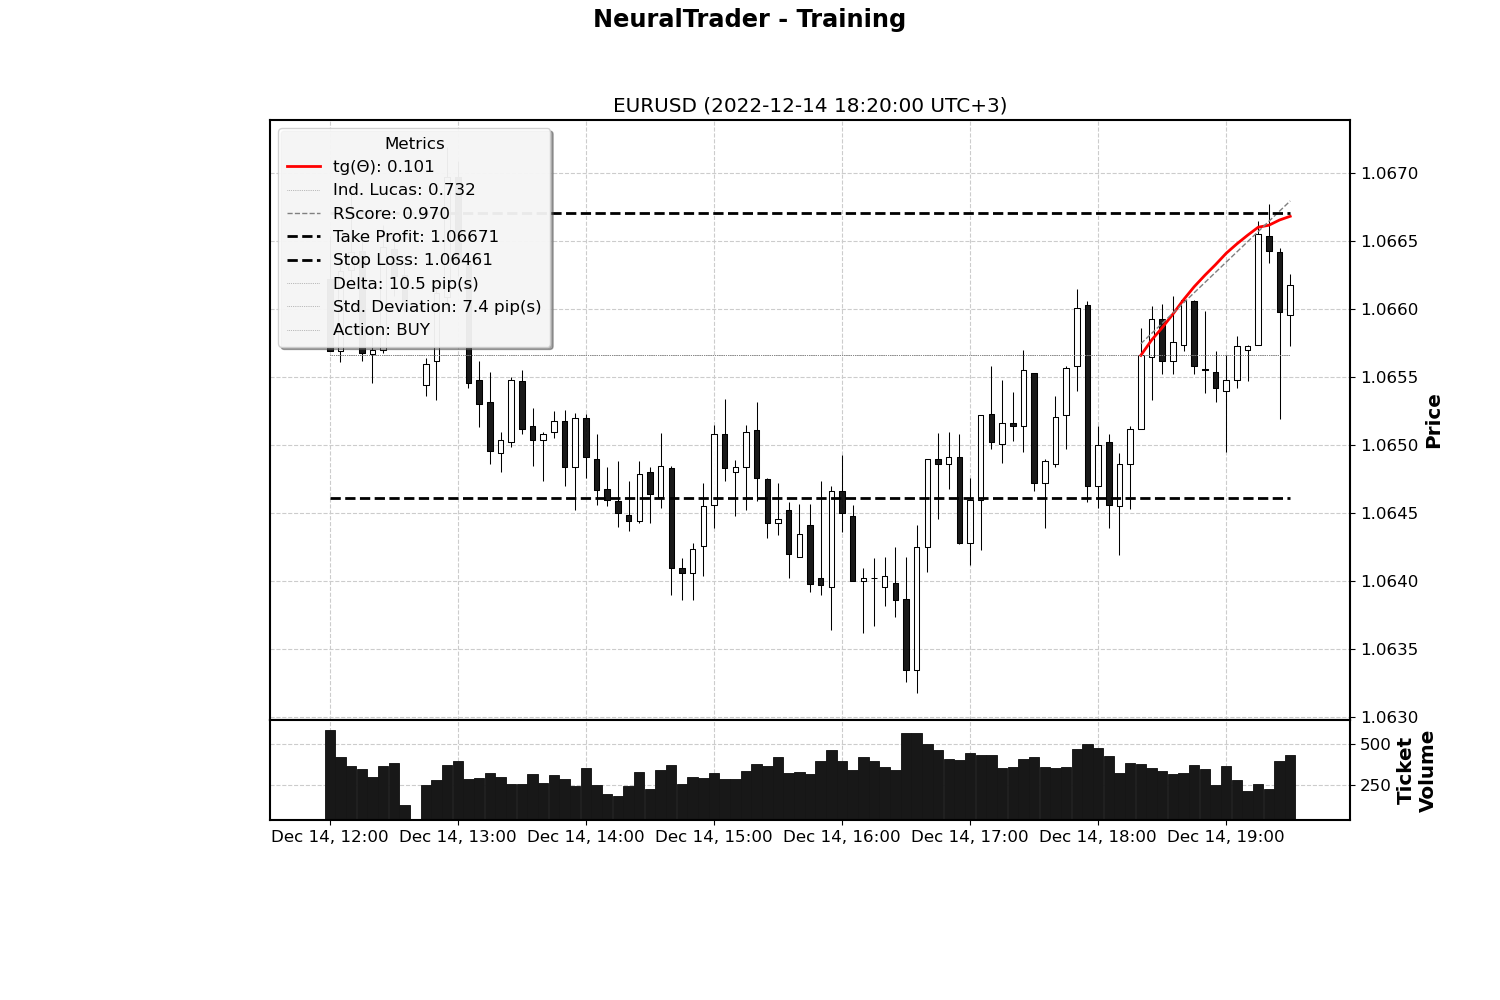 NeuralTrader - Training
EURUSD (2022-12-14 18:20:00 UTC+3)
Metrics
tg(Θ): 0.101
Ind. Lucas: 0.732
RScore: 0.970
Take Profit: 1.06671
Stop Loss: 1.06461
Delta: 10.5 pip(s)
Std. Deviation: 7.4 pip(s)
Action: BUY
1.0670
1.0665
1.0660
1.0655
1.0650
1.0645
1.0640
1.0635
1.0630
Price
500
250
Ticket
Volume
Dec 14, 12:00
Dec 14, 13:00
Dec 14, 14:00
Dec 14, 15:00
Dec 14, 16:00
Dec 14, 17:00
Dec 14, 18:00
Dec 14, 19:00